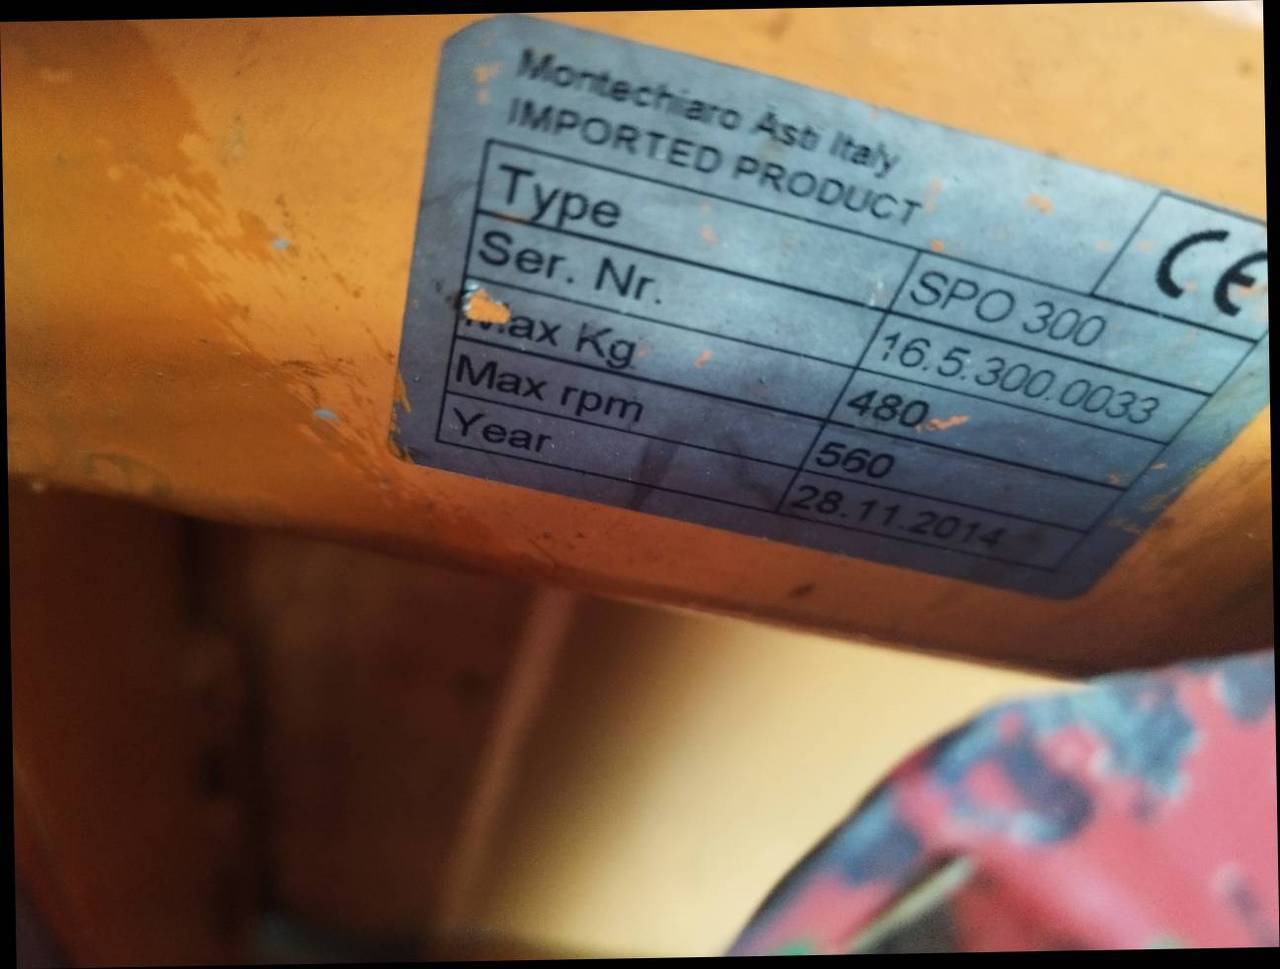 Montechiaro Asti Italy
IMPORTED PRODUCT
CE
Type SPO 300
Ser. Nr. 16.5.300.0033
Max Kg 480
Max rpm 560
Year 28.11.2014